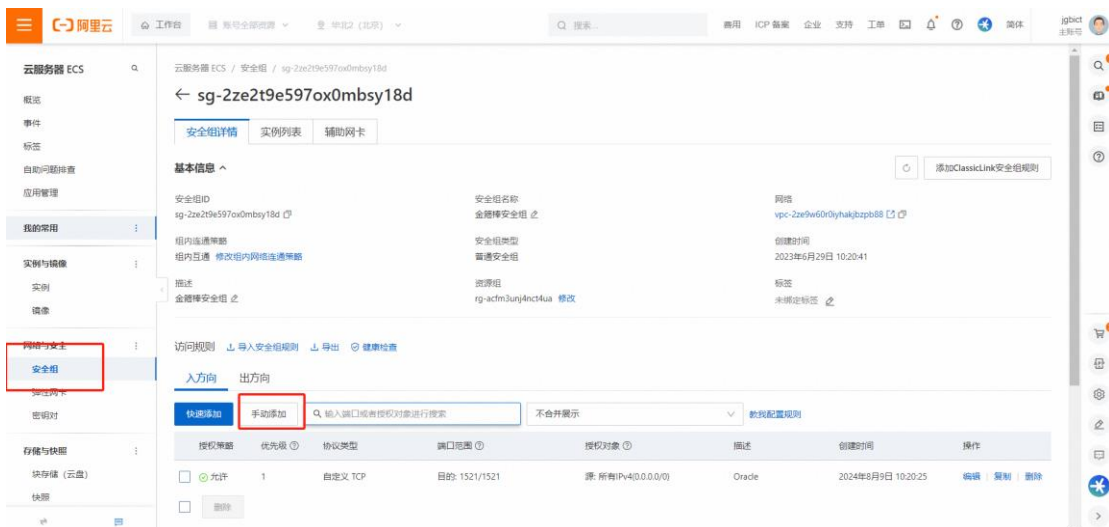 阿里云 工作台 账号全部资源 华北2（北京） 搜索... 费用 ICP 备案 企业 支持 工单 简体 jgbict
主账号
云服务器 ECS
概览
事件
标签
自助问题排查
应用管理
我的常用
实例与镜像
实例
镜像
网络与安全
安全组
弹性网卡
密钥对
存储与快照
块存储（云盘）
快照
云服务器 ECS / 安全组 / sg-2ze2t9e597ox0mbsy18d
← sg-2ze2t9e597ox0mbsy18d
安全组详情 实例列表 辅助网卡
基本信息 添加ClassicLink安全组规则
安全组ID 安全组名称 网络
sg-2ze2t9e597ox0mbsy18d 金赠棒安全组 vpc-2ze9w60r0iyhakjbzpb88
组内连通策略 安全组类型 创建时间
组内互通 修改组内网络连通策略 普通安全组 2023年6月29日 10:20:41
描述 资源组 标签
金赠棒安全组 rg-acfm3unj4nct4ua 修改 未绑定标签
访问规则 导入安全组规则 导出 健康检查
入方向 出方向
快速添加 手动添加 输入端口或者授权对象进行搜索 不合并展示 教我配置规则
授权策略 优先级 协议类型 端口范围 授权对象 描述 创建时间 操作
允许 1 自定义 TCP 目的: 1521/1521 源: 所有IPv4(0.0.0.0/0) Oracle 2024年8月9日 10:20:25 编辑 | 复制 | 删除
删除